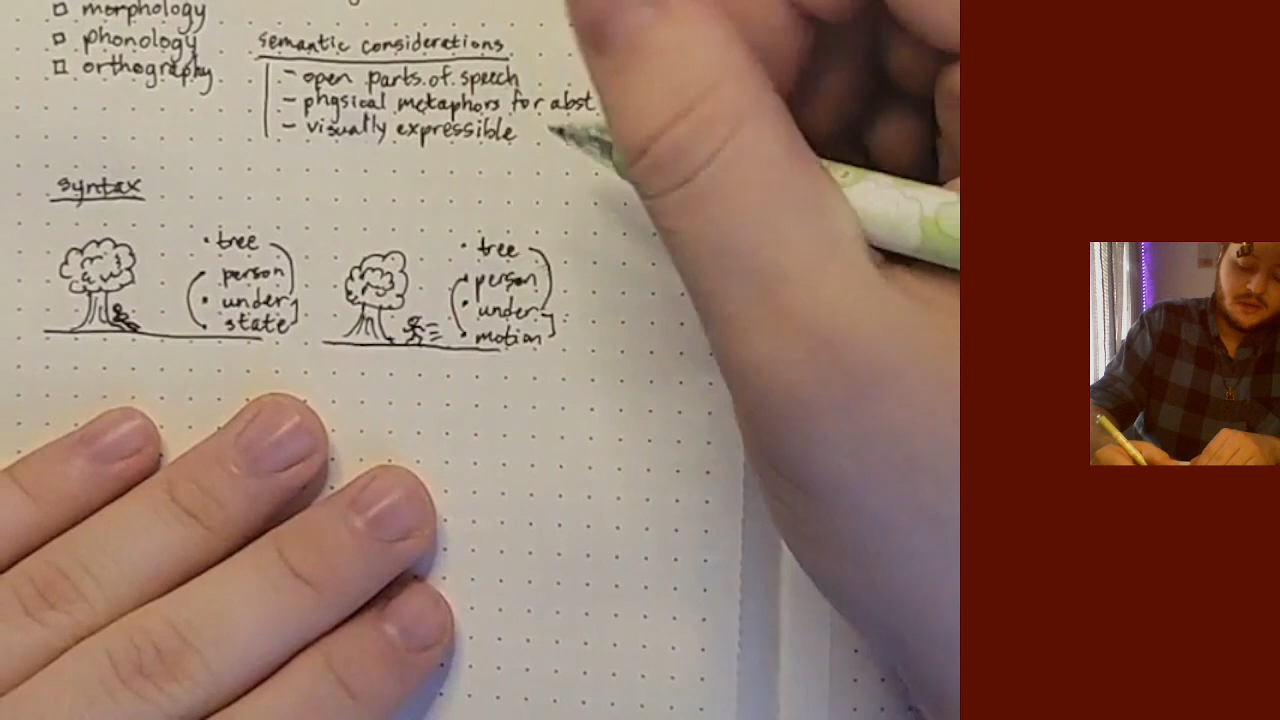 morphology
phonology
orthography
semantic considerations
- open parts of speech
- physical metaphors for abst
- visually expressible
syntax
• tree
person
• under
state
• tree
person
• under
motion